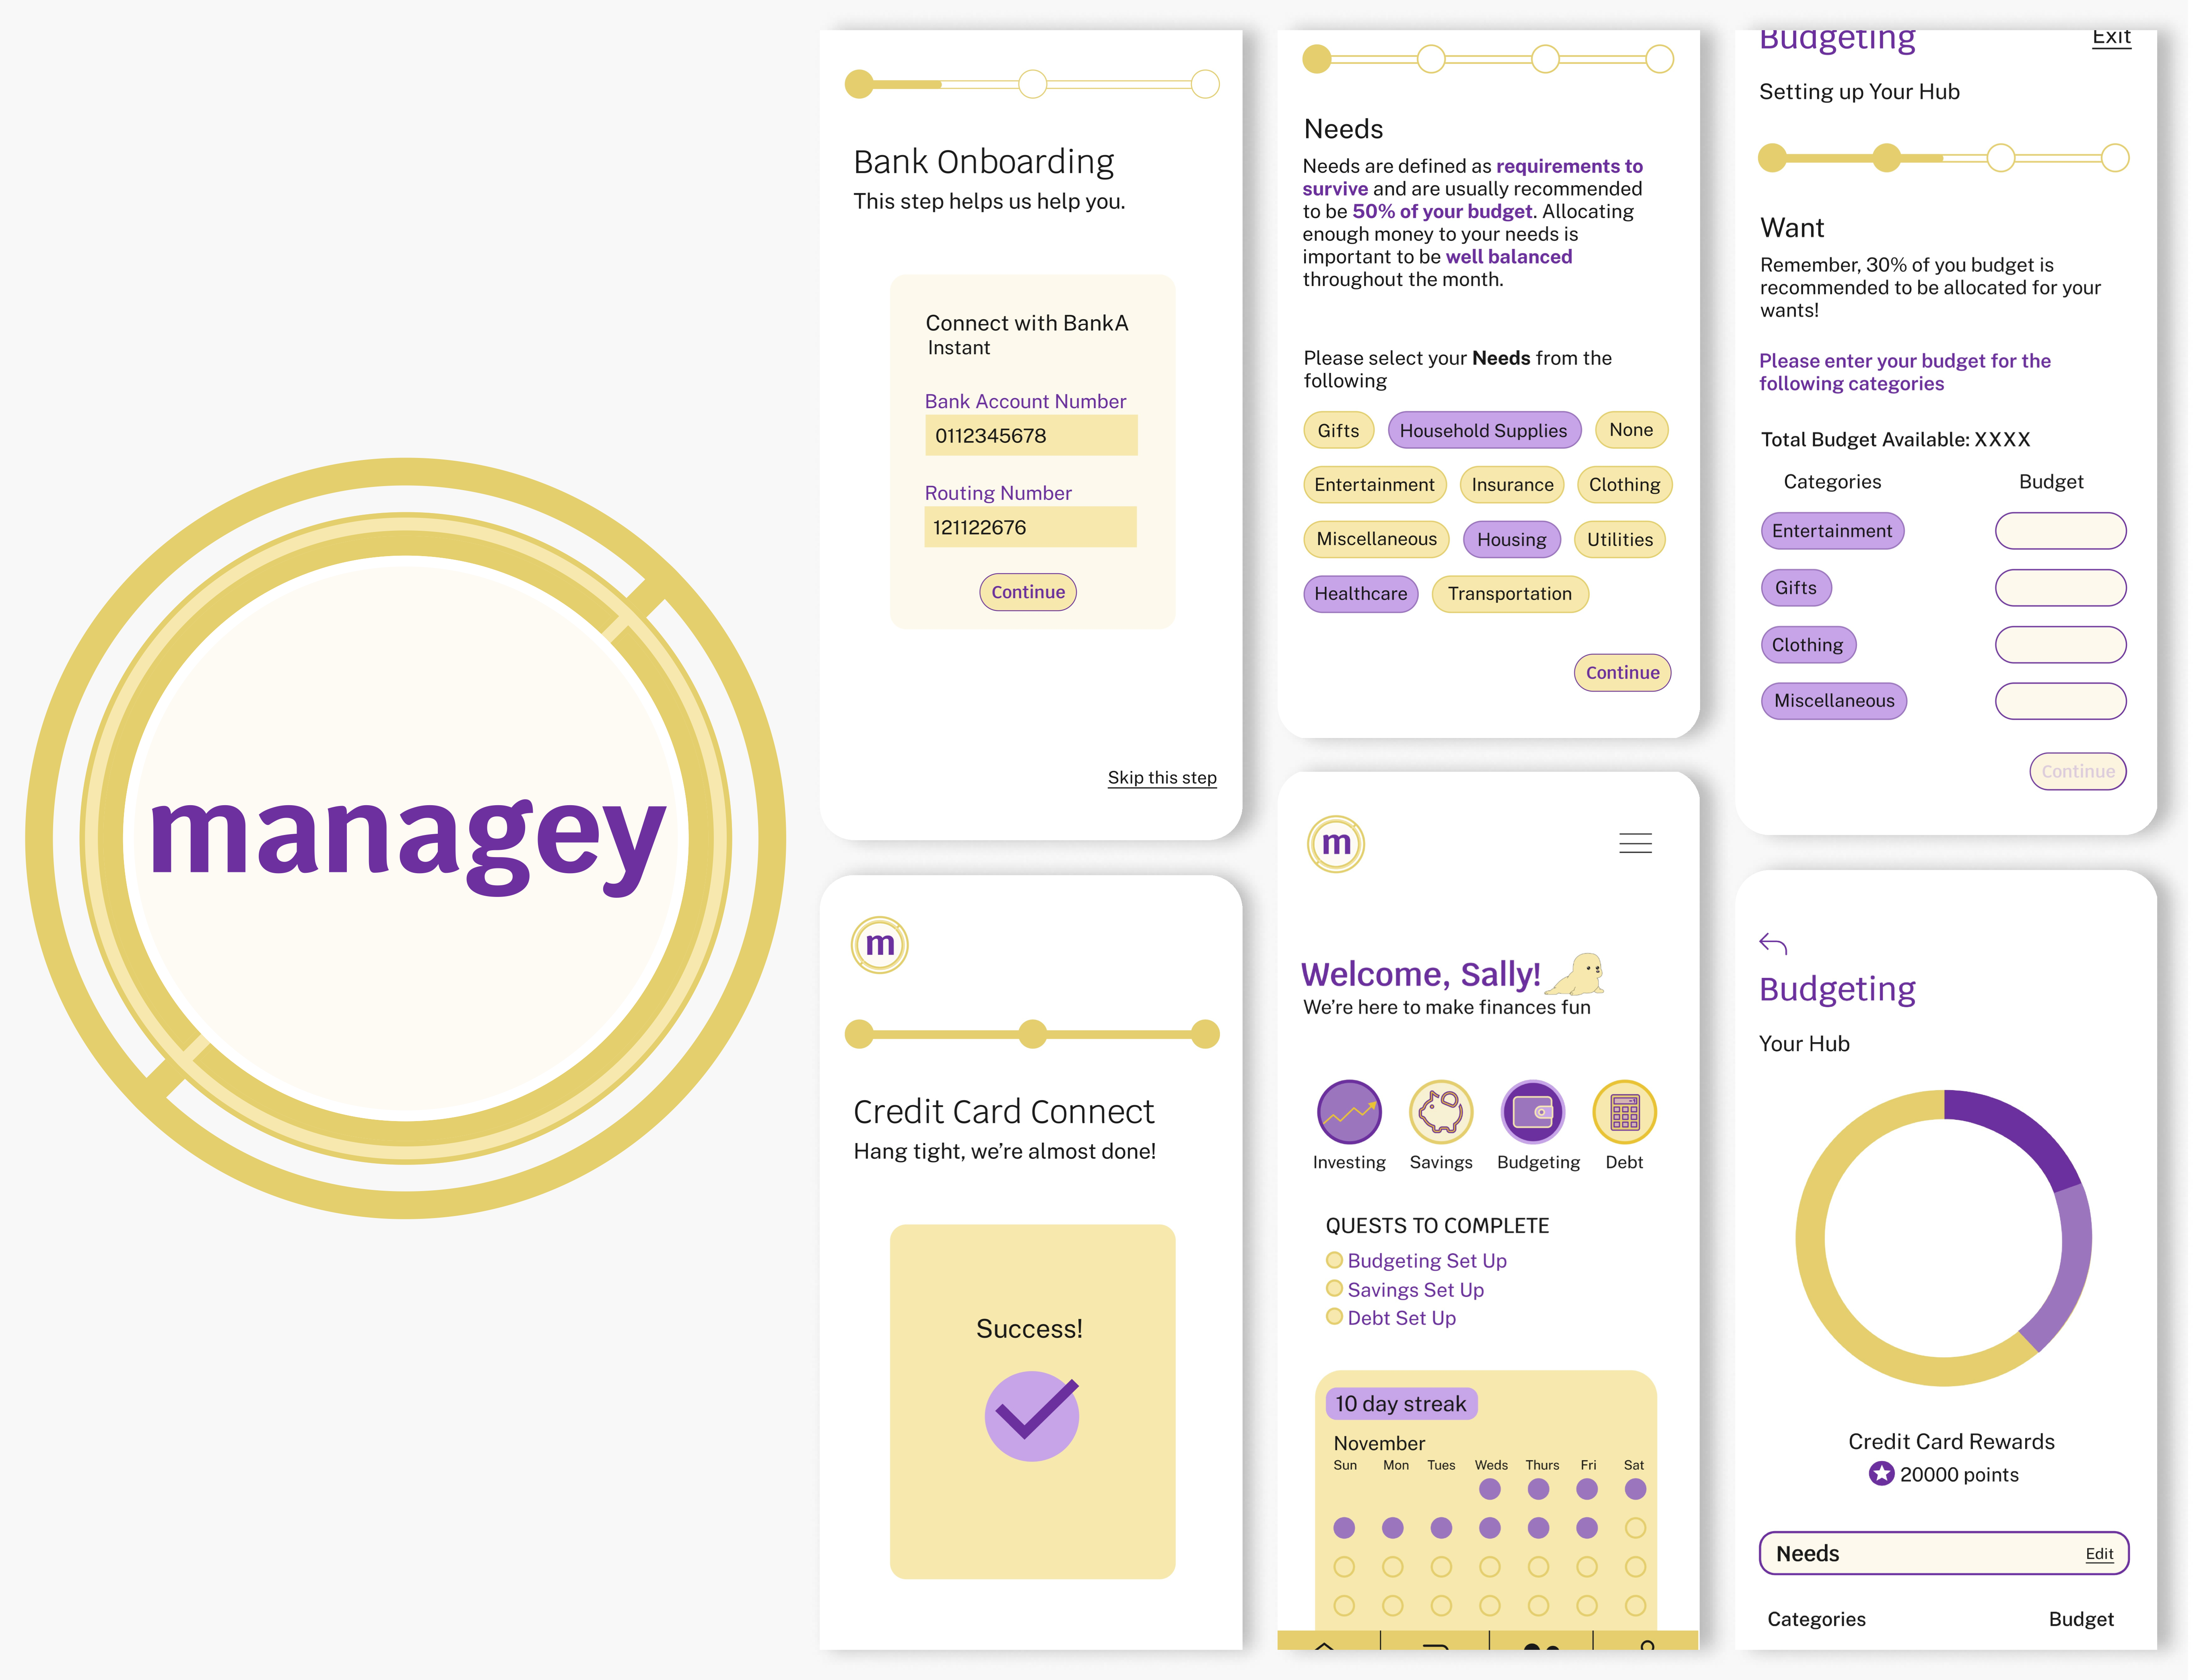 managey
Bank Onboarding
This step helps us help you.
Connect with BankA
Instant
Bank Account Number
0112345678
Routing Number
121122676
Continue
Skip this step
m
Credit Card Connect
Hang tight, we're almost done!
Success!
Needs
Needs are defined as requirements to
survive and are usually recommended
to be 50% of your budget. Allocating
enough money to your needs is
important to be well balanced
throughout the month.
Please select your Needs from the
following
Gifts Household Supplies None
Entertainment Insurance Clothing
Miscellaneous Housing Utilities
Healthcare Transportation
Continue
m
Welcome, Sally!
We're here to make finances fun
Investing Savings Budgeting Debt
QUESTS TO COMPLETE
Budgeting Set Up
Savings Set Up
Debt Set Up
10 day streak
November
Sun Mon Tues Weds Thurs Fri Sat
Budgeting Exit
Setting up Your Hub
Want
Remember, 30% of you budget is
recommended to be allocated for your
wants!
Please enter your budget for the
following categories
Total Budget Available: XXXX
Categories Budget
Entertainment
Gifts
Clothing
Miscellaneous
Continue
Budgeting
Your Hub
Credit Card Rewards
20000 points
Needs Edit
Categories Budget